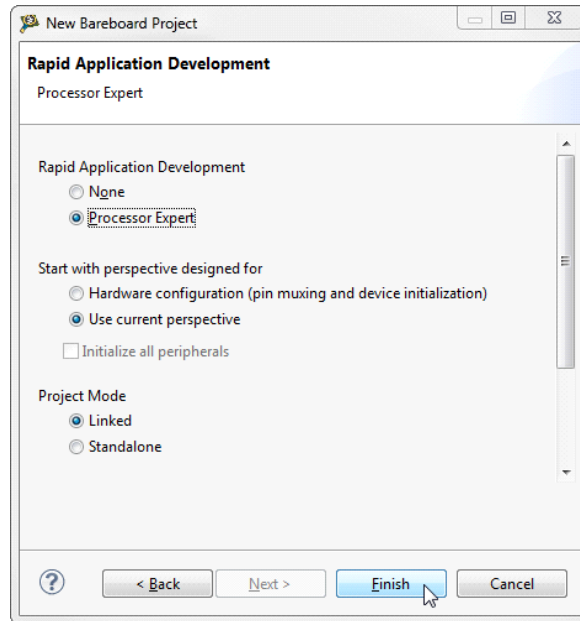 New Bareboard Project
Rapid Application Development
Processor Expert
Rapid Application Development
None
Processor Expert
Start with perspective designed for
Hardware configuration (pin muxing and device initialization)
Use current perspective
Initialize all peripherals
Project Mode
Linked
Standalone
? < Back Next > Finish Cancel